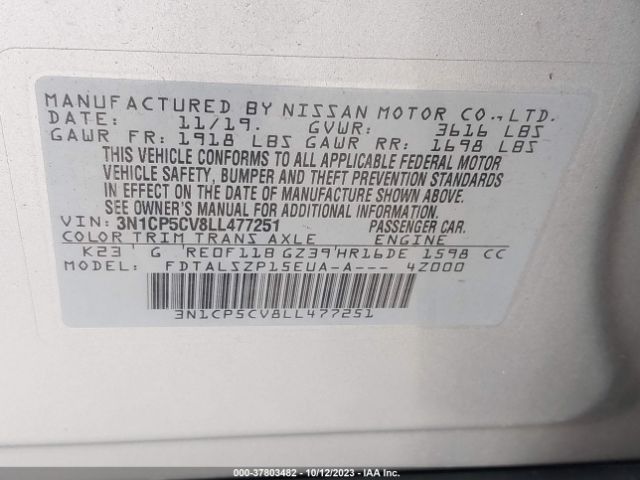 MANUFACTURED BY NISSAN MOTOR CO.,LTD.
DATE: 11/19. GVWR: 3616 LBS
GAWR FR: 1918 LBS GAWR RR: 1698 LBS
THIS VEHICLE CONFORMS TO ALL APPLICABLE FEDERAL MOTOR
VEHICLE SAFETY, BUMPER AND THEFT PREVENTION STANDARDS
IN EFFECT ON THE DATE OF MANUFACTURE SHOWN ABOVE.
SEE OWNER'S MANUAL FOR ADDITIONAL INFORMATION.
VIN: 3N1CP5CV8LL477251 PASSENGER CAR.
COLOR TRIM TRANS AXLE ENGINE
K23 G RE0F11B GZ39 HR16DE 1598 CC
MODEL: FDTALSZP15EUA-A--- 4Z000
3N1CP5CV8LL477251
000-37803482 - 10/12/2023 - IAA Inc.